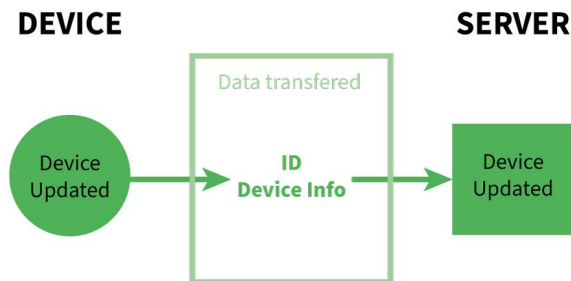 DEVICE
SERVER
Data transfered
Device
Updated
ID
Device Info
Device
Updated